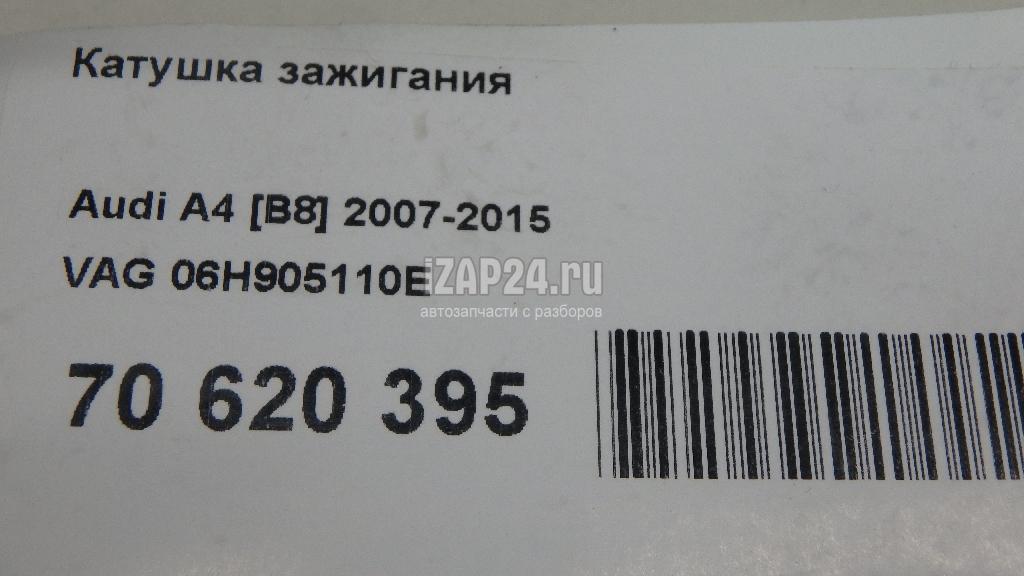 Катушка зажигания
Audi A4 [B8] 2007-2015
VAG 06H905110E
iZAP24.ru
автозапчасти с разборов
70 620 395